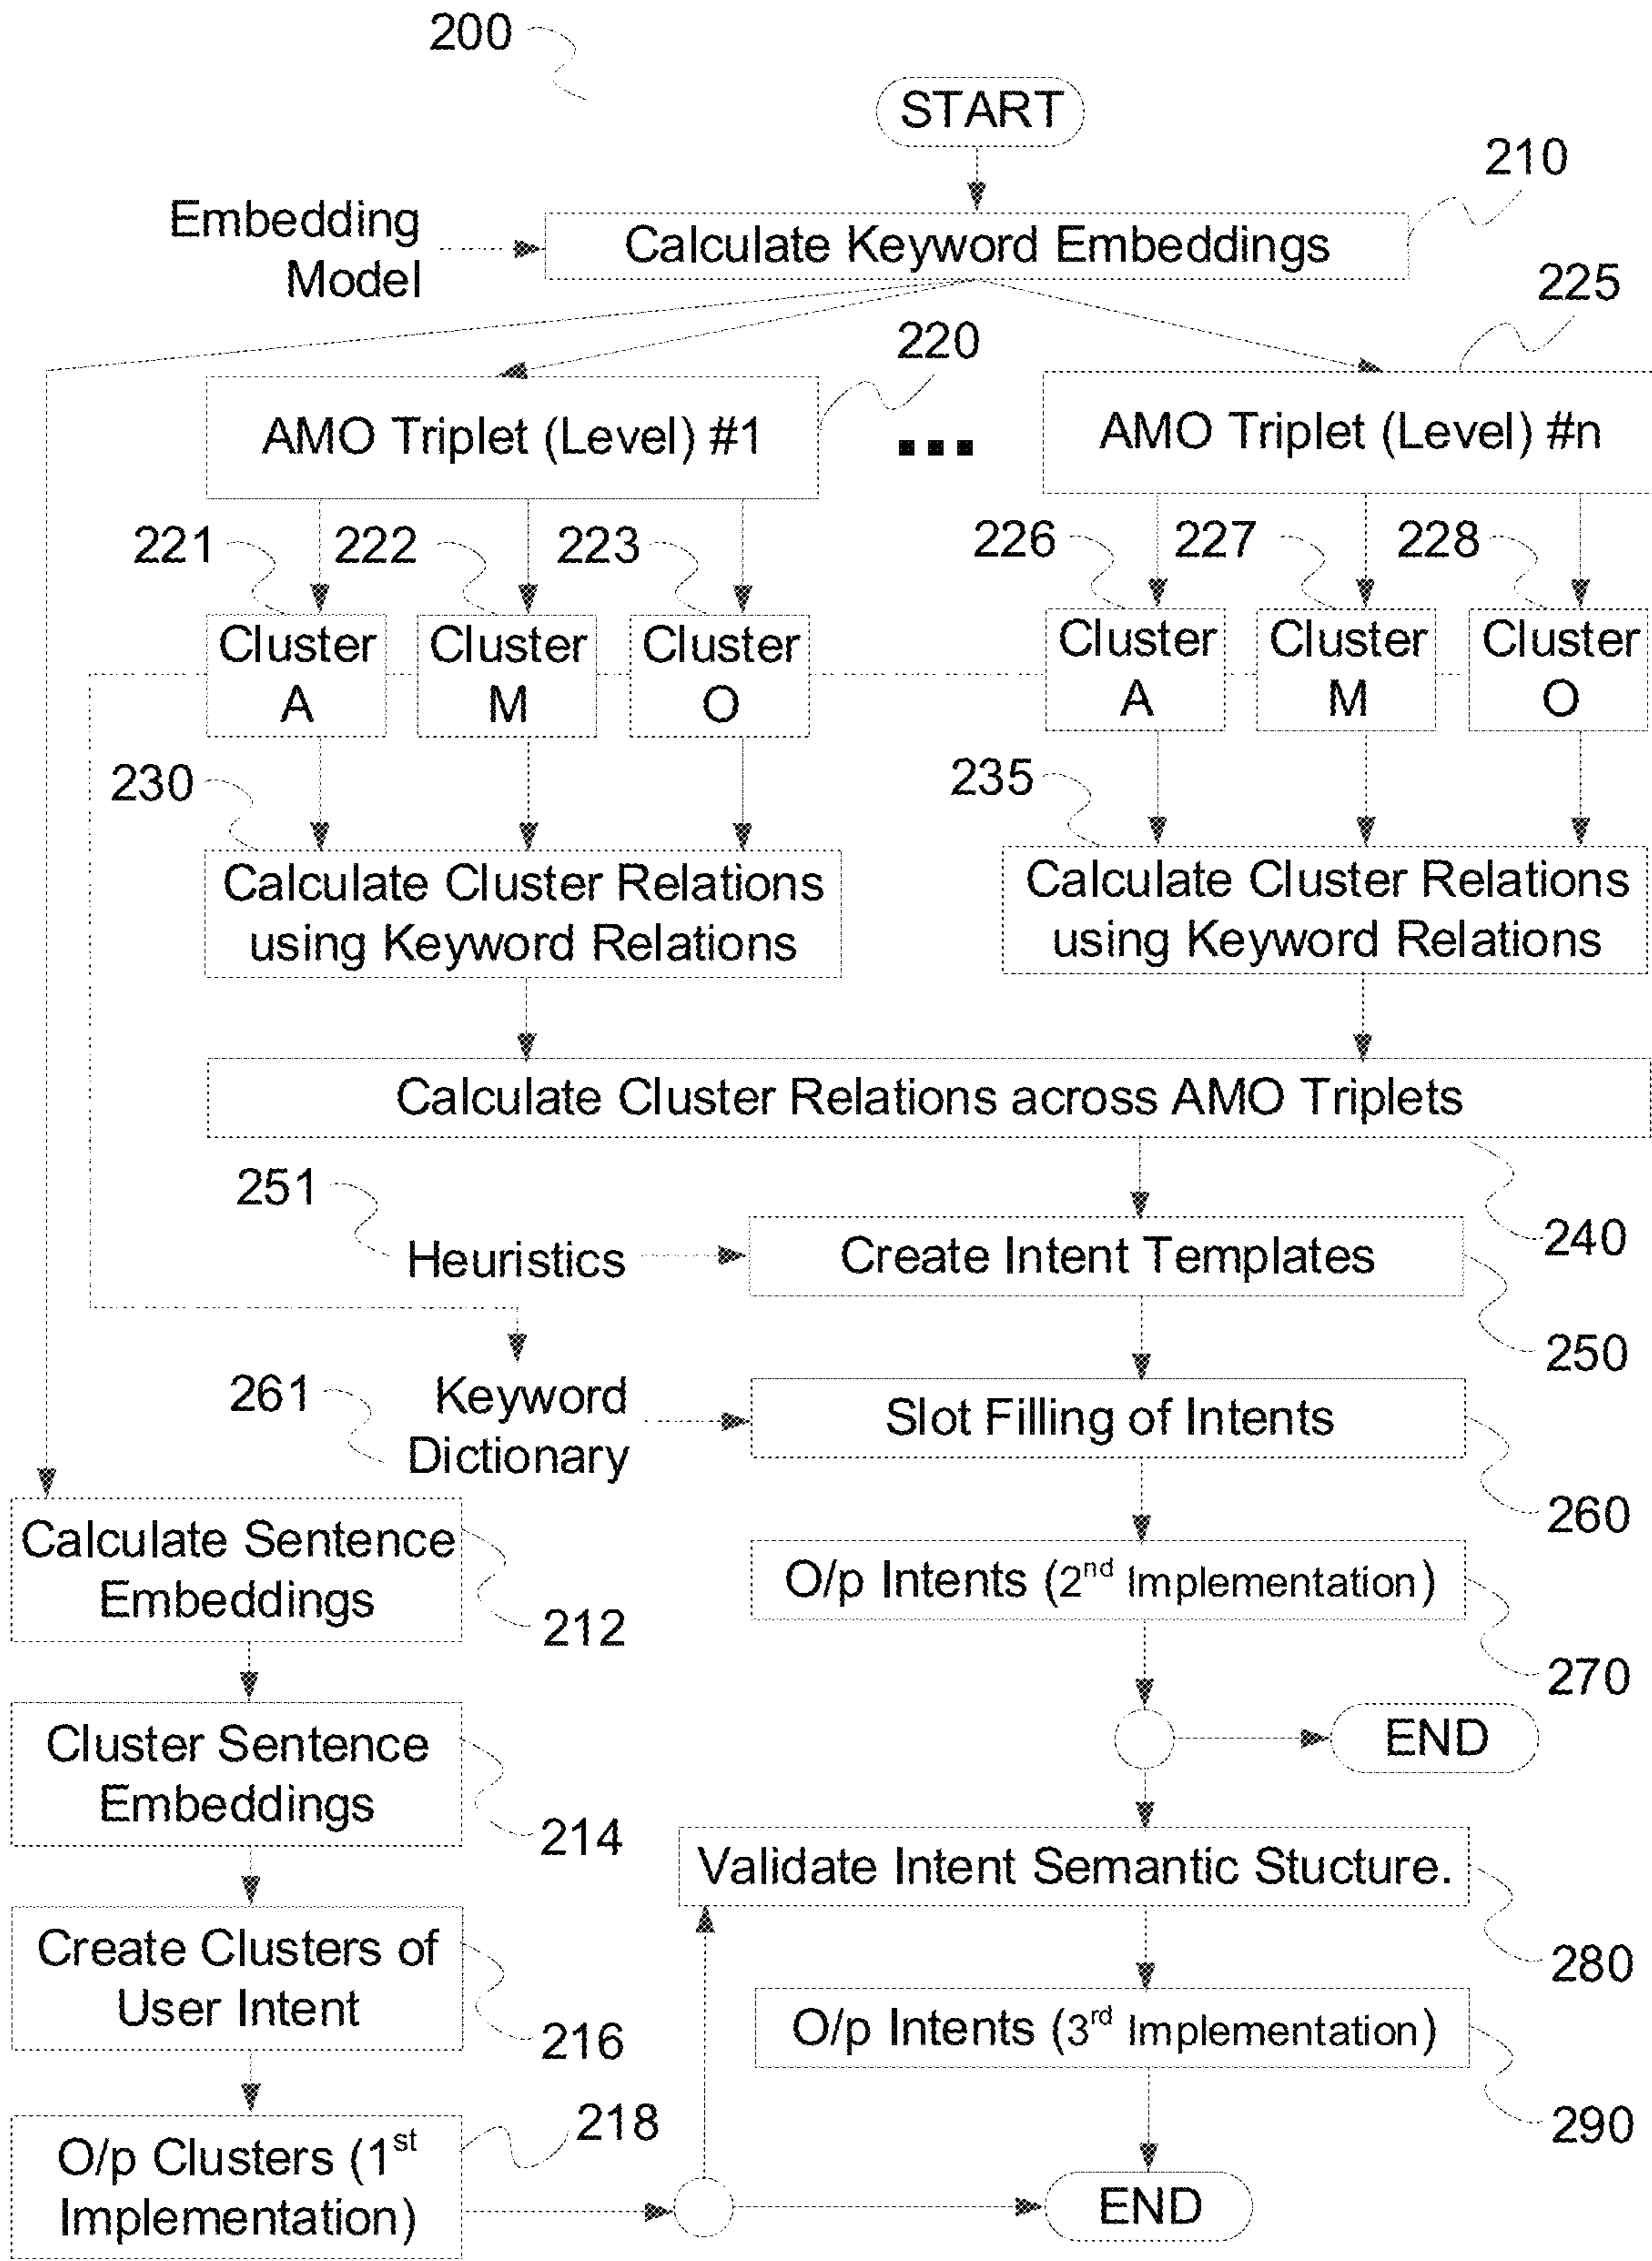 200
START
210
Embedding
Model
Calculate Keyword Embeddings
225
220
AMO Triplet (Level) #1
...
AMO Triplet (Level) #n
221
222
223
226
227
228
Cluster
A
Cluster
M
Cluster
O
Cluster
A
Cluster
M
Cluster
O
230
235
Calculate Cluster Relations
using Keyword Relations
Calculate Cluster Relations
using Keyword Relations
Calculate Cluster Relations across AMO Triplets
251
240
Heuristics
Create Intent Templates
250
261
Keyword
Dictionary
Slot Filling of Intents
260
Calculate Sentence
Embeddings
212
O/p Intents (2nd Implementation)
270
Cluster Sentence
Embeddings
214
END
Validate Intent Semantic Stucture.
280
Create Clusters of
User Intent
216
O/p Intents (3rd Implementation)
290
218
O/p Clusters (1st
Implementation)
END